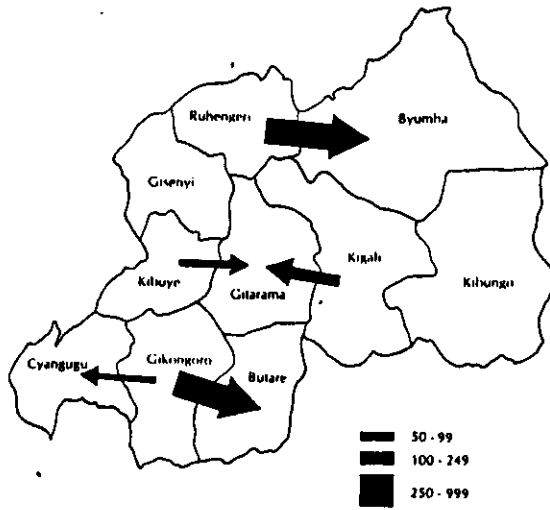 Ruhengeri
Byumba
Gisenyi
Kigali
Kibungo
Kibuye
Gitarama
Cyangugu
Gikongoro
Butare
50 - 99
100 - 249
250 - 999